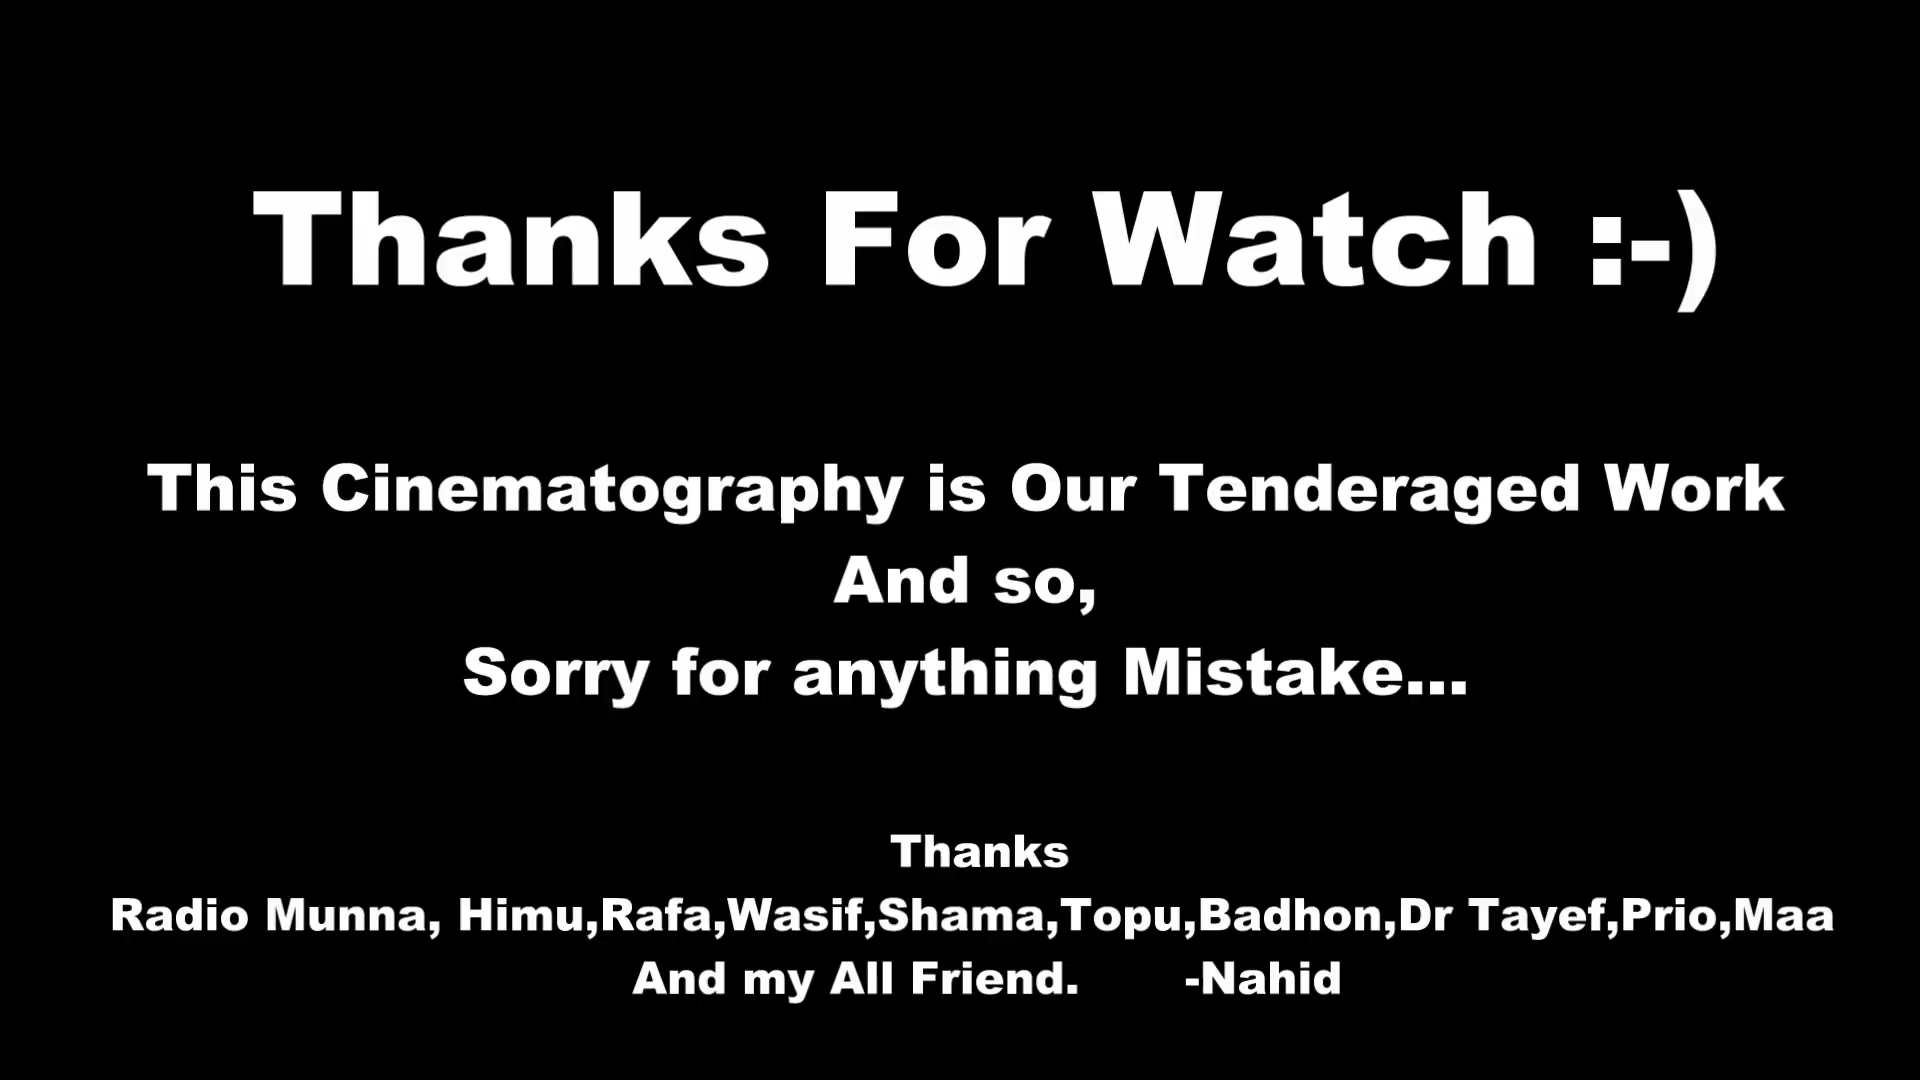 Thanks For Watch :-)
This Cinematography is Our Tenderaged Work
And so,
Sorry for anything Mistake...
Thanks
Radio Munna, Himu,Rafa,Wasif,Shama,Topu,Badhon,Dr Tayef,Prio,Maa
And my All Friend. -Nahid